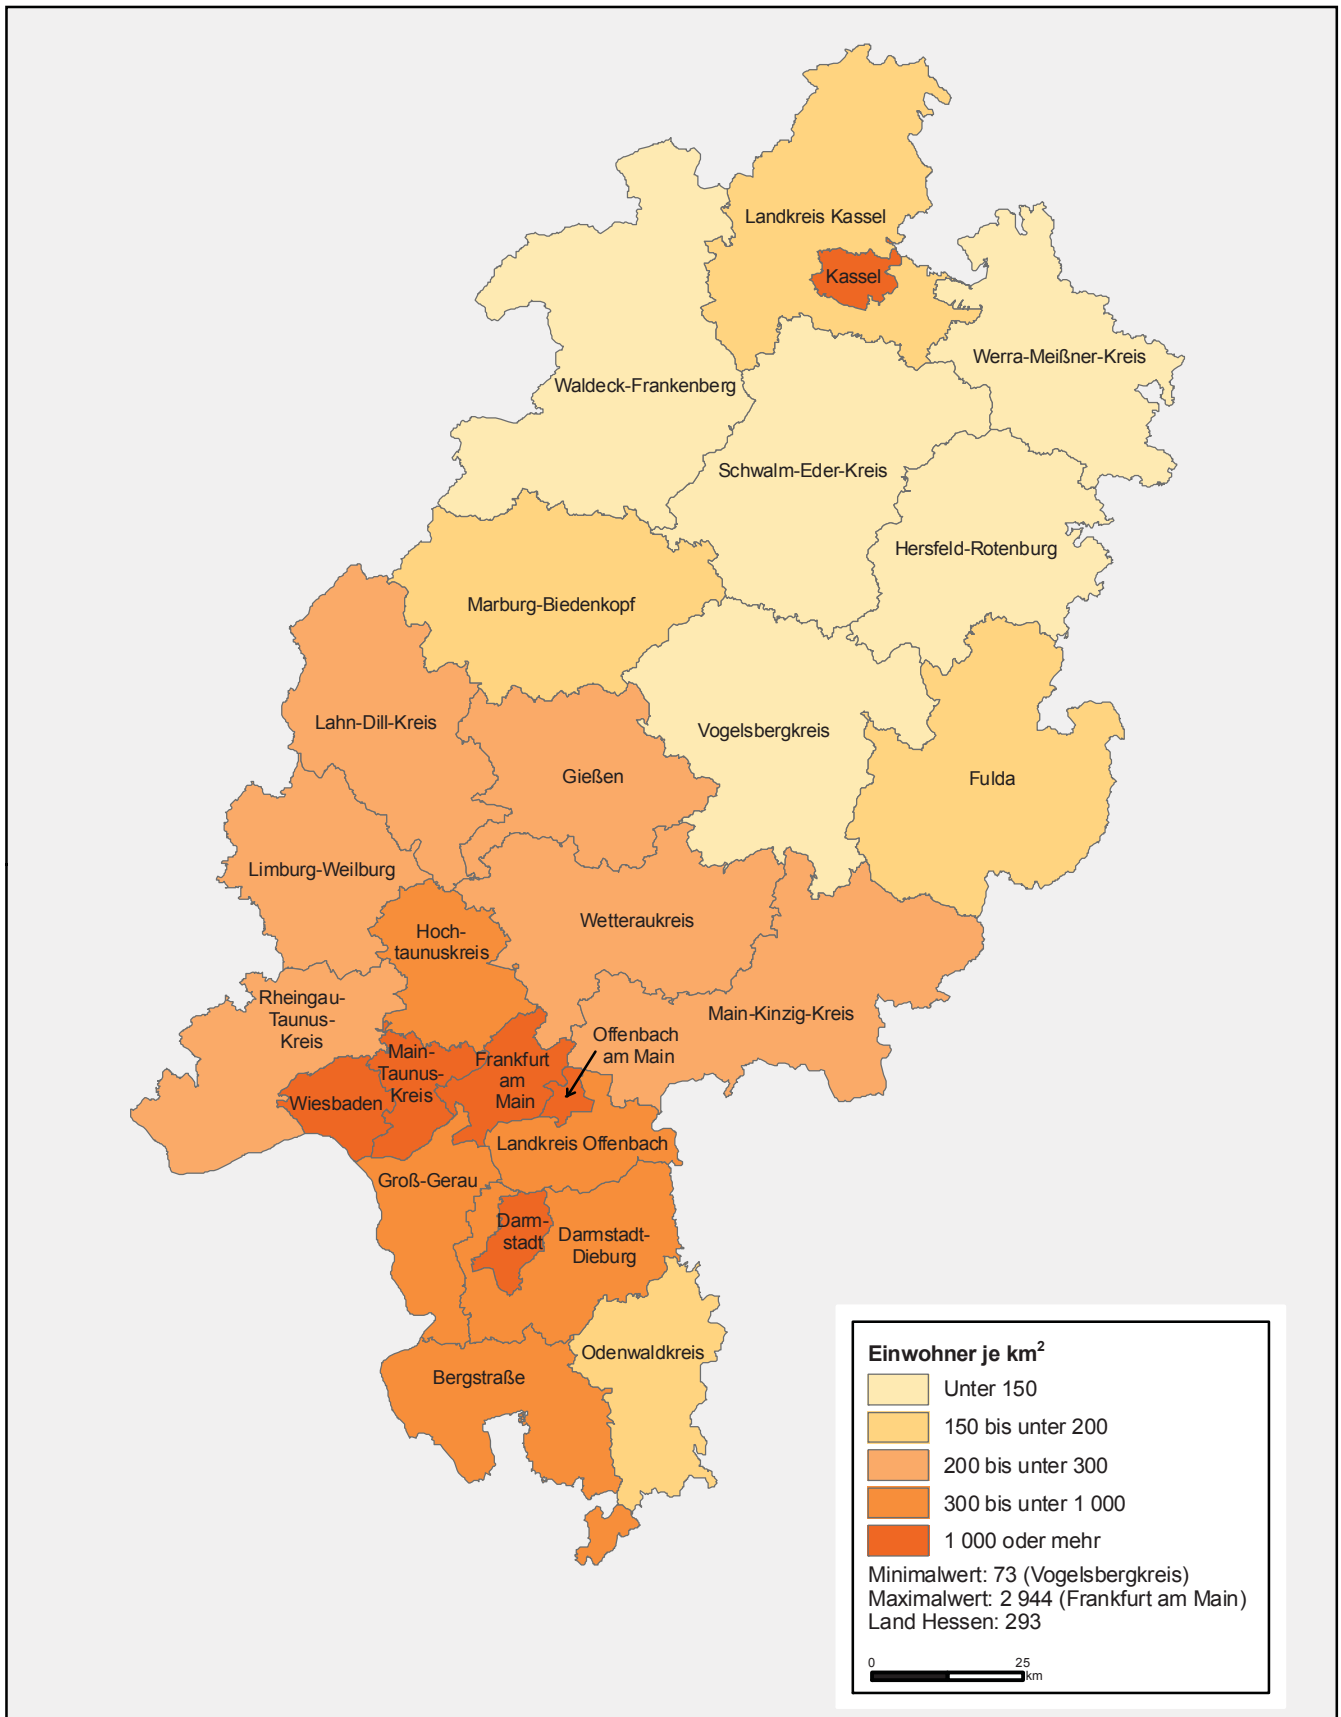 Landkreis Kassel
Kassel
Werra-Meißner-Kreis
Waldeck-Frankenberg
Schwalm-Eder-Kreis
Hersfeld-Rotenburg
Marburg-Biedenkopf
Lahn-Dill-Kreis
Vogelsbergkreis
Gießen
Fulda
Limburg-Weilburg
Wetteraukreis
Hoch-
taunuskreis
Rheingau-
Taunus-
Kreis
Main-Kinzig-Kreis
Offenbach
am Main
Main-
Taunus-
Kreis
Frankfurt
am
Main
Wiesbaden
Landkreis Offenbach
Groß-Gerau
Darm-
stadt
Darmstadt-
Dieburg
Odenwaldkreis
Bergstraße
Einwohner je km²
Unter 150
150 bis unter 200
200 bis unter 300
300 bis unter 1 000
1 000 oder mehr
Minimalwert: 73 (Vogelsbergkreis)
Maximalwert: 2 944 (Frankfurt am Main)
Land Hessen: 293
0 25
km